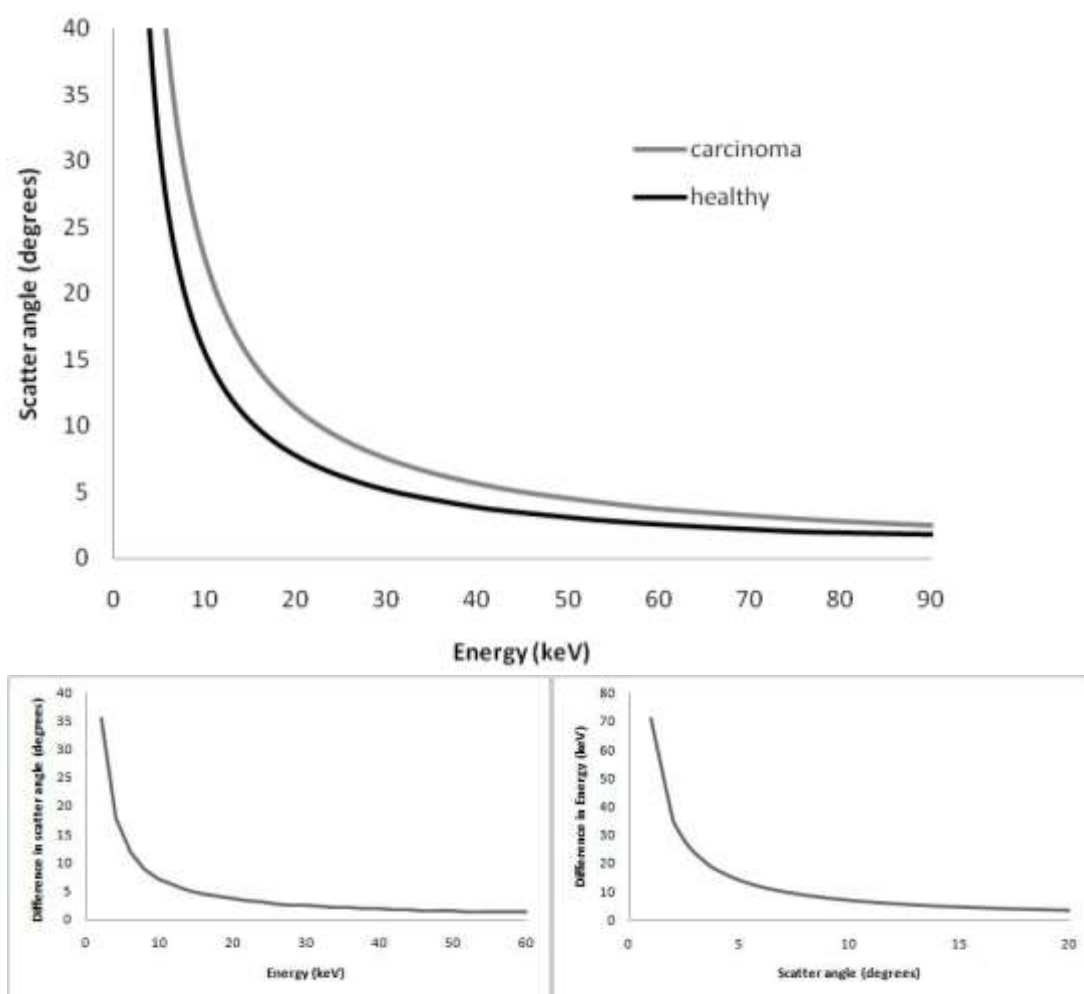 40
35
30
25
20
15
10
5
0
Scatter angle (degrees)
carcinoma
healthy
0 10 20 30 40 50 60 70 80 90
Energy (keV)
40
35
30
25
20
15
10
5
0
Difference in scatter angle (degrees)
0 10 20 30 40 50 60
Energy (keV)
80
70
60
50
40
30
20
10
0
Difference in Energy (keV)
0 5 10 15 20
Scatter angle (degrees)